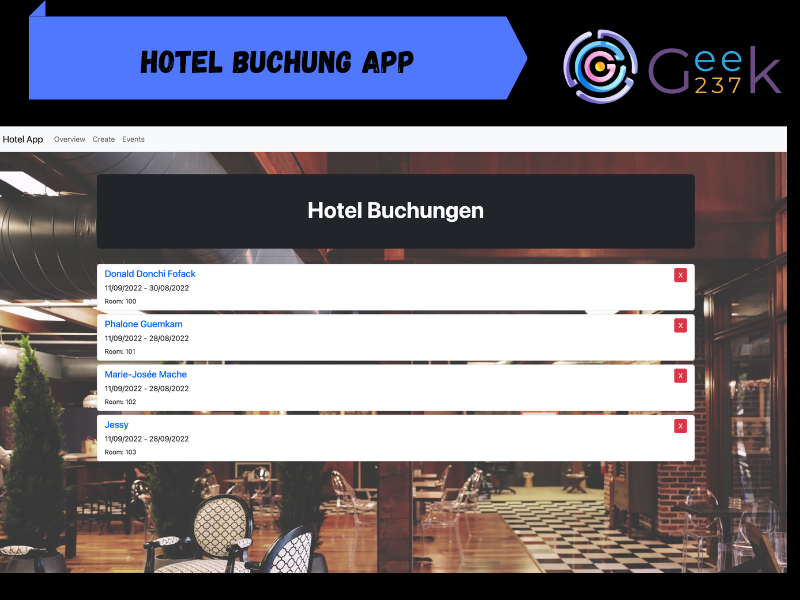 HOTEL BUCHUNG APP
Geek
237
Hotel App Overview Create Events
Hotel Buchungen
Donald Donchi Fofack
X
11/09/2022 - 30/08/2022
Room: 100
Phalone Guemkam
X
11/09/2022 - 28/08/2022
Room: 101
Marie-Josée Mache
X
11/09/2022 - 28/08/2022
Room: 102
Jessy
X
11/09/2022 - 28/09/2022
Room: 103